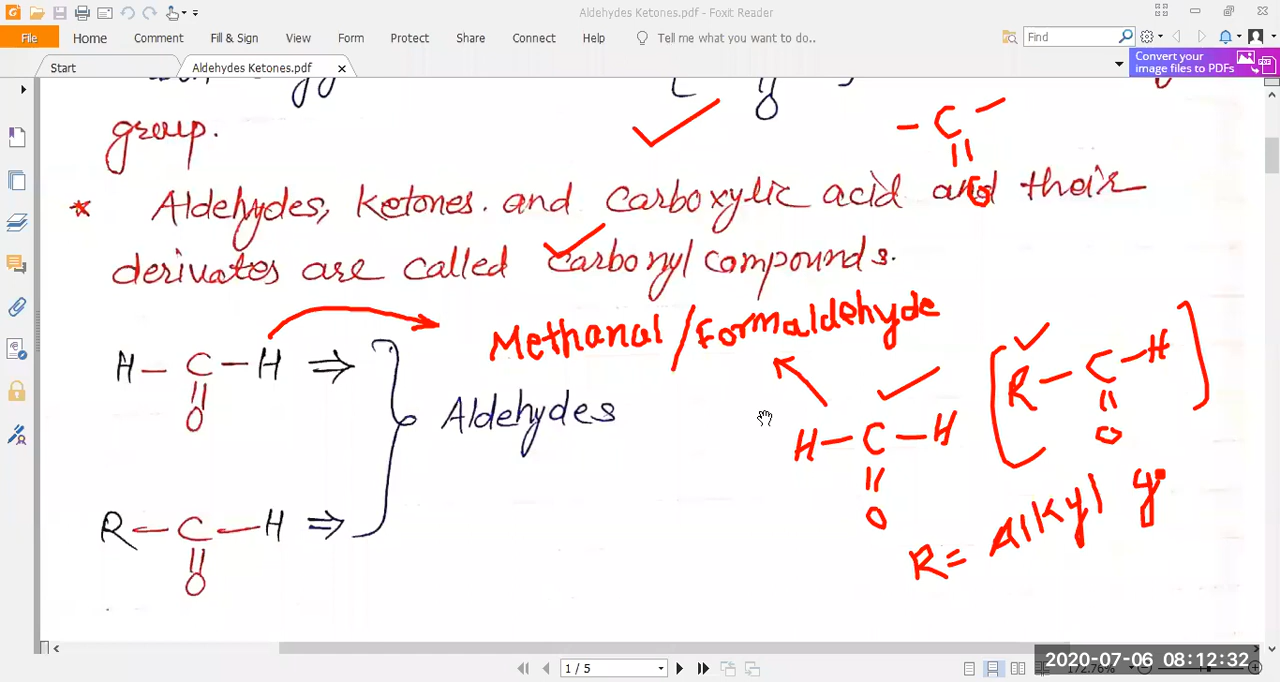 Aldehydes Ketones.pdf - Foxit Reader
File Home Comment Fill & Sign View Form Protect Share Connect Help Tell me what you want to do.. Find
Start Aldehydes Ketones.pdf x
Convert your
image files to PDFs
group.
O
- C -
||
O
* Aldehydes, Ketones. and Carboxylic acid and their
derivates are called Carbonyl compounds.
Methanal / Formaldehyde
H - C - H ⇒
||
O
Aldehydes
H - C - H
||
O
R - C - H
||
O
R - C - H ⇒
||
O
R = Alkyl g
1 / 5
172.76%
2020-07-06 08:12:32